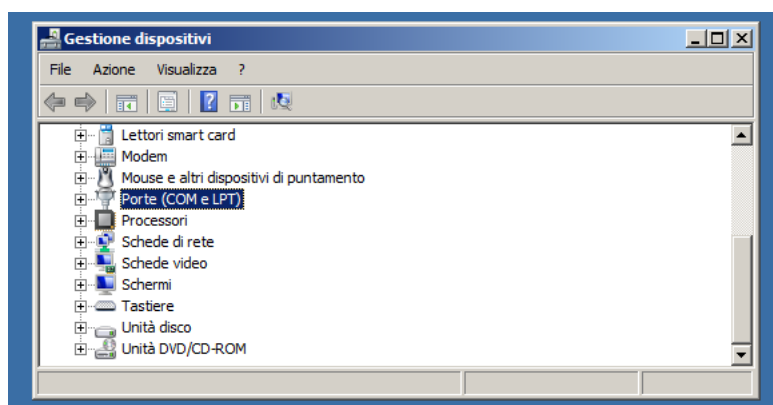 Gestione dispositivi
File Azione Visualizza ?
Lettori smart card
Modem
Mouse e altri dispositivi di puntamento
Porte (COM e LPT)
Processori
Schede di rete
Schede video
Schermi
Tastiere
Unità disco
Unità DVD/CD-ROM